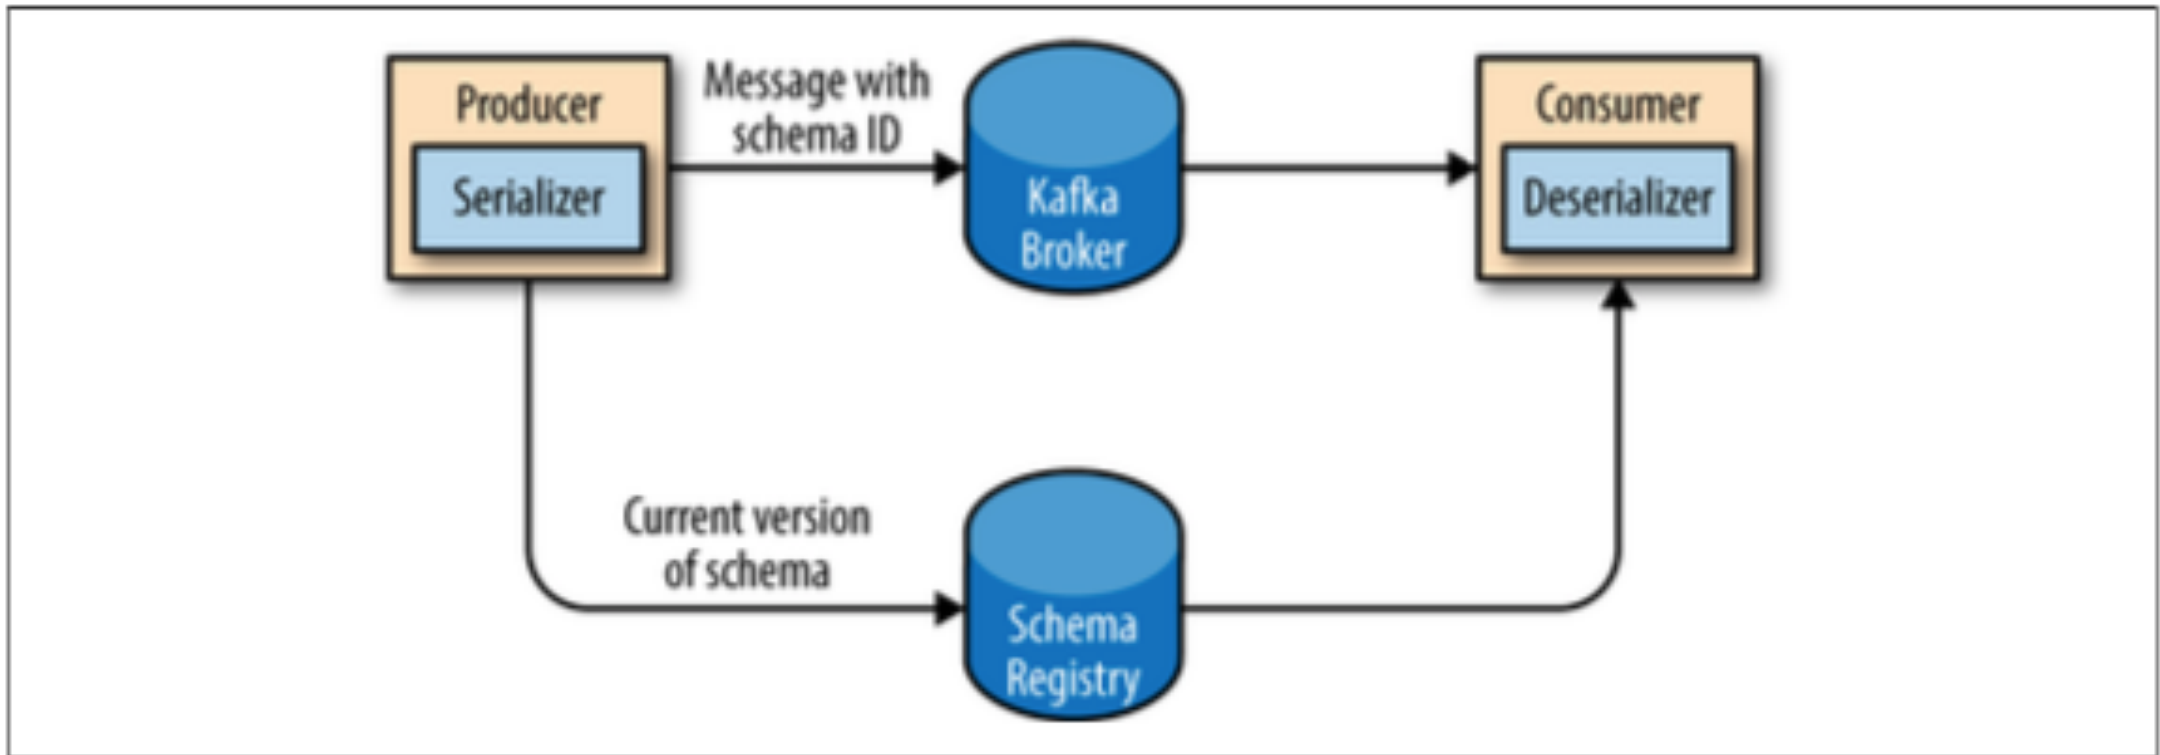 Producer
Serializer
Message with
schema ID
Kafka
Broker
Consumer
Deserializer
Current version
of schema
Schema
Registry